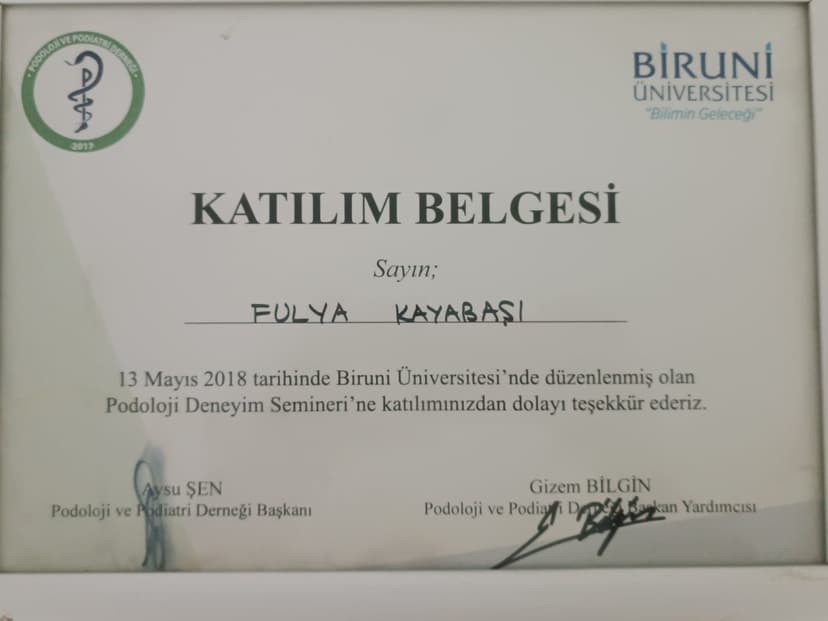 PODOLOJİ VE PODİATRİ DERNEĞİ
2017
BİRUNİ
ÜNİVERSİTESİ
"Bilimin Geleceği"
KATILIM BELGESİ
Sayın;
FULYA KAYABAŞI
13 Mayıs 2018 tarihinde Biruni Üniversitesi'nde düzenlenmiş olan
Podoloji Deneyim Semineri'ne katılımınızdan dolayı teşekkür ederiz.
Aysu ŞEN
Podoloji ve Podiatri Derneği Başkanı
Gizem BİLGİN
Podoloji ve Podiatri Derneği Başkan Yardımcısı